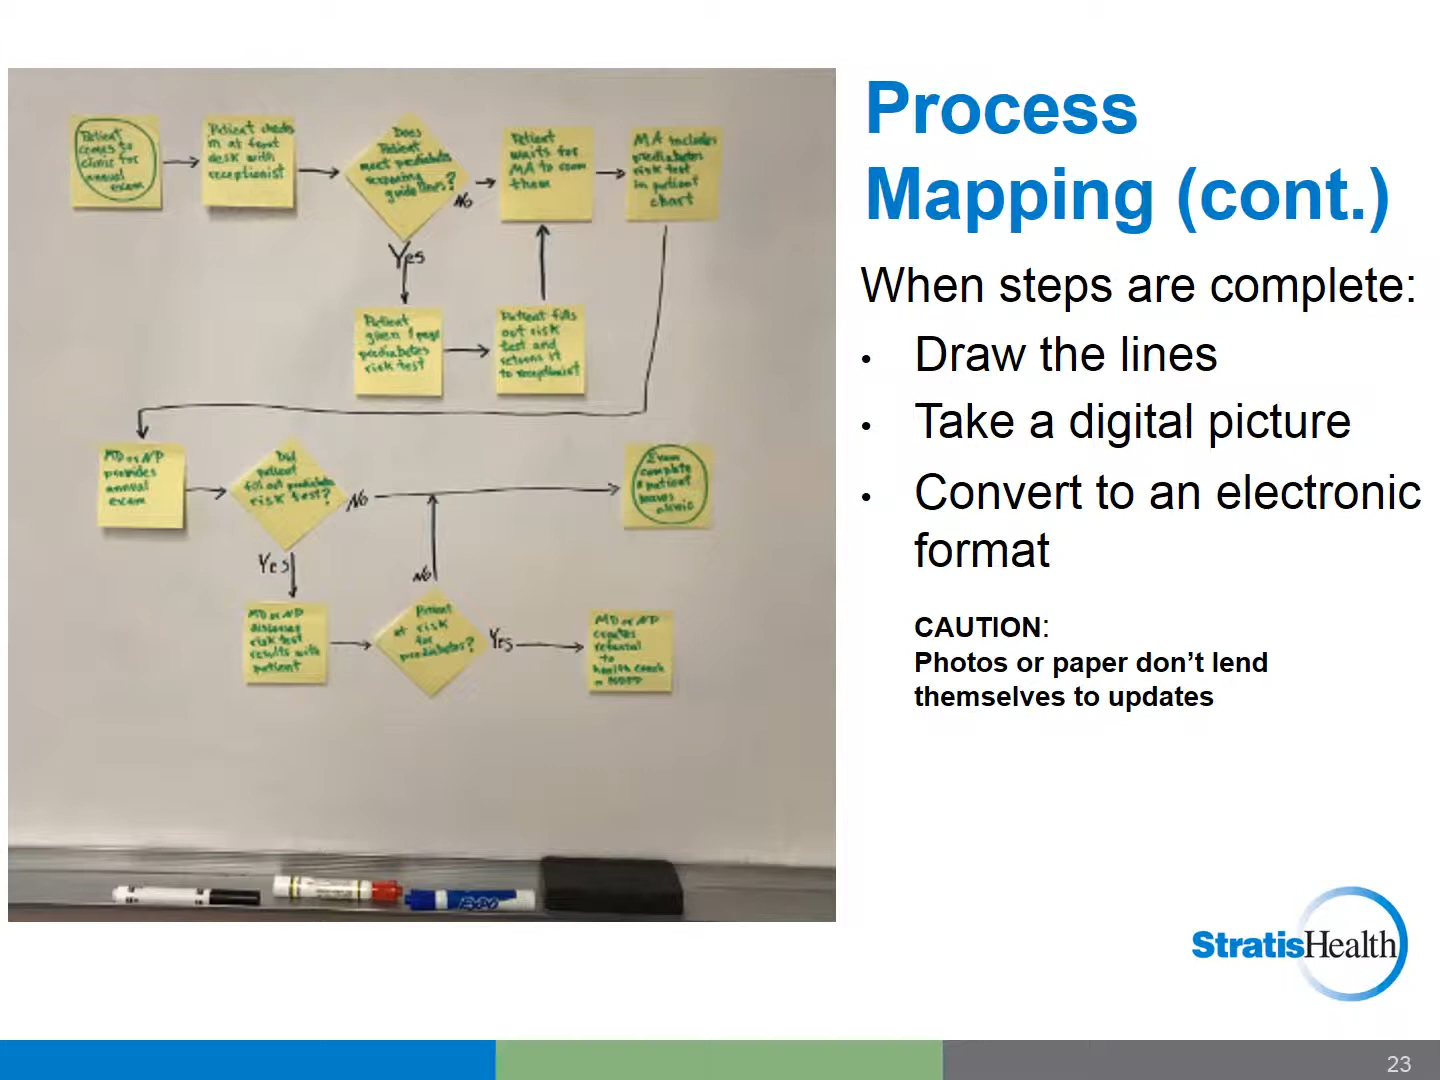 Process
Mapping (cont.)
When steps are complete:
• Draw the lines
• Take a digital picture
• Convert to an electronic
format
CAUTION:
Photos or paper don’t lend
themselves to updates
Patient
comes to
clinic for
annual
exam
Patient checks
in at front
desk with
receptionist
Does
Patient
meet prediabetes
screening
guidelines?
No
Patient
waits for
MA to room
them
MA includes
prediabetes
risk test
in patient
chart
Yes
Patient
given 1 page
prediabetes
risk test
Patient fills
out risk
test and
returns it
to receptionist
MD or NP
provides
annual
exam
Did
patient
fill out prediabetes
risk test?
No
Exam
complete
patient
leaves
clinic
Yes
MD or NP
discusses
risk test
results with
patient
Patient
at risk
for
prediabetes?
No
Yes
MD or NP
creates
referral
to
health coach
EXPO
StratisHealth
23